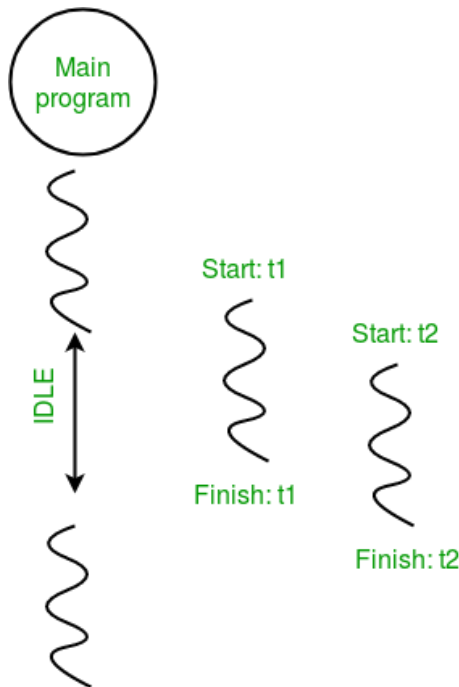 Main
program
Start: t1
Start: t2
IDLE
Finish: t1
Finish: t2